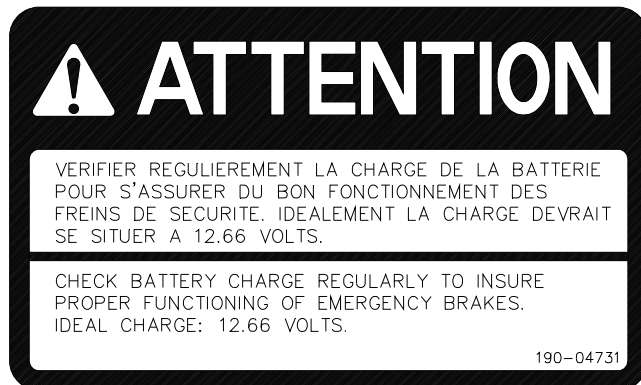 ATTENTION
VERIFIER REGULIEREMENT LA CHARGE DE LA BATTERIE
POUR S'ASSURER DU BON FONCTIONNEMENT DES
FREINS DE SECURITE. IDEALEMENT LA CHARGE DEVRAIT
SE SITUER A 12.66 VOLTS.
CHECK BATTERY CHARGE REGULARLY TO INSURE
PROPER FUNCTIONING OF EMERGENCY BRAKES.
IDEAL CHARGE: 12.66 VOLTS.
190-04731